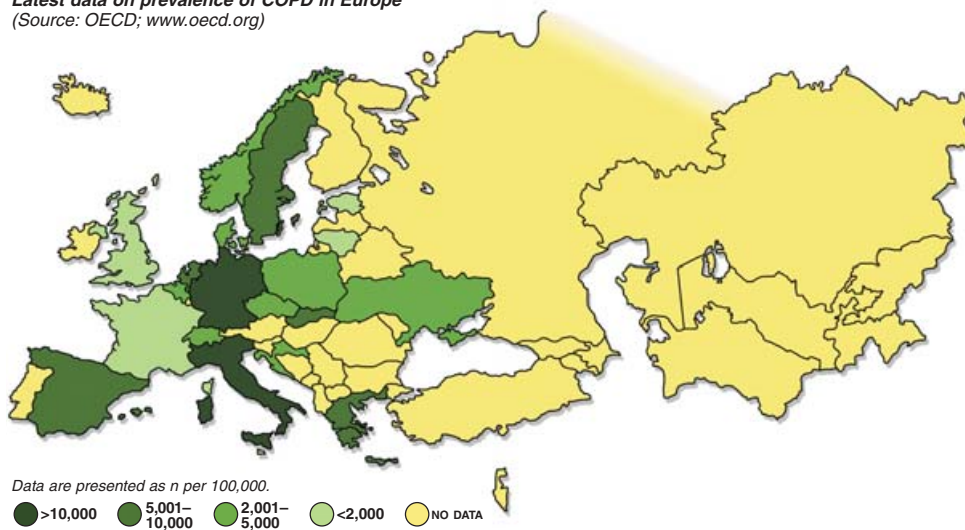 Latest data on prevalence of COPD in Europe
(Source: OECD; www.oecd.org)
Data are presented as n per 100,000.
>10,000
5,001–
10,000
2,001–
5,000
<2,000
NO DATA